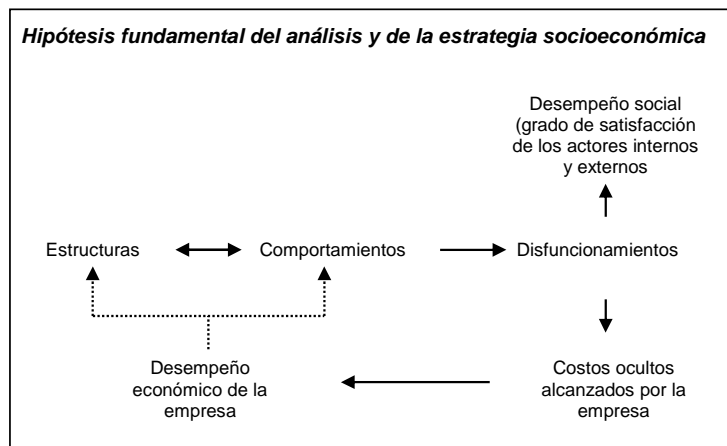 Hipótesis fundamental del análisis y de la estrategia socioeconómica
Desempeño social
(grado de satisfacción
de los actores internos
y externos
Estructuras
Comportamientos
Disfuncionamientos
Desempeño
económico de la
empresa
Costos ocultos
alcanzados por la
empresa